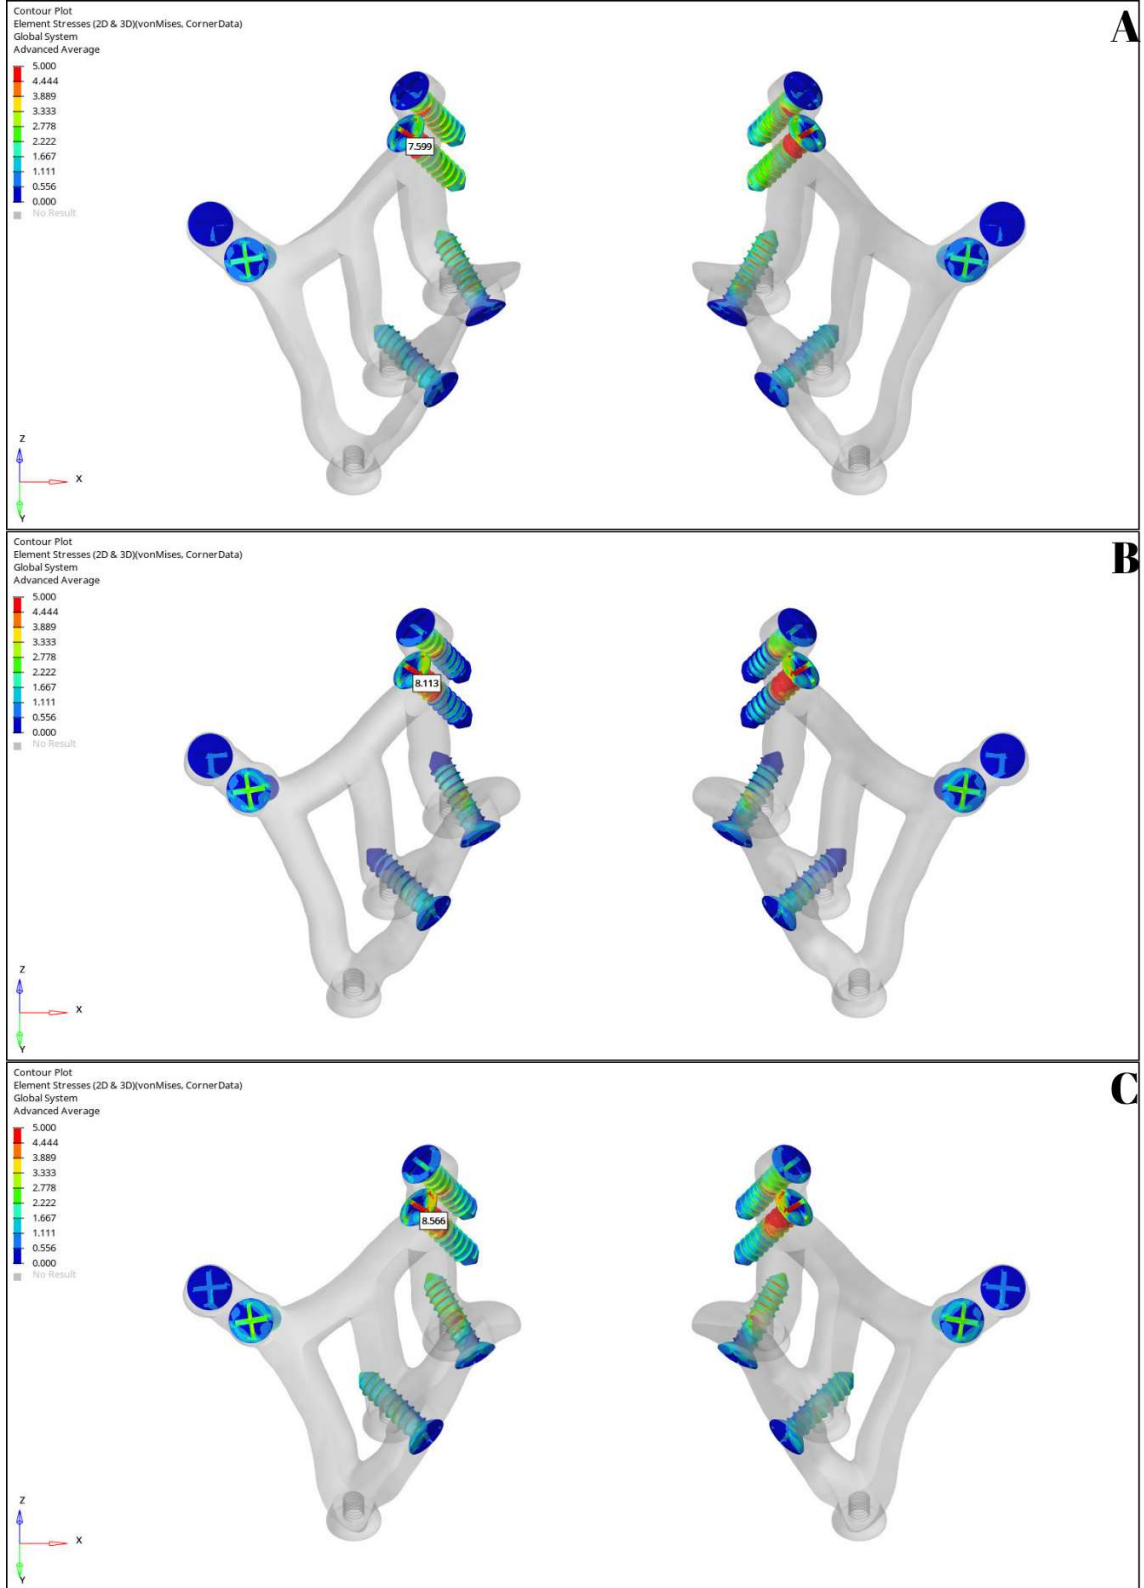 Contour Plot
Element Stresses (2D & 3D)(vonMises, CornerData)
Global System
Advanced Average
5.000
4.444
3.889
3.333
2.778
2.222
1.667
1.111
0.556
0.000
No Result
A
7.599
Z
X
Y
Contour Plot
Element Stresses (2D & 3D)(vonMises, CornerData)
Global System
Advanced Average
5.000
4.444
3.889
3.333
2.778
2.222
1.667
1.111
0.556
0.000
No Result
B
8.113
Z
X
Y
Contour Plot
Element Stresses (2D & 3D)(vonMises, CornerData)
Global System
Advanced Average
5.000
4.444
3.889
3.333
2.778
2.222
1.667
1.111
0.556
0.000
No Result
C
8.566
Z
X
Y